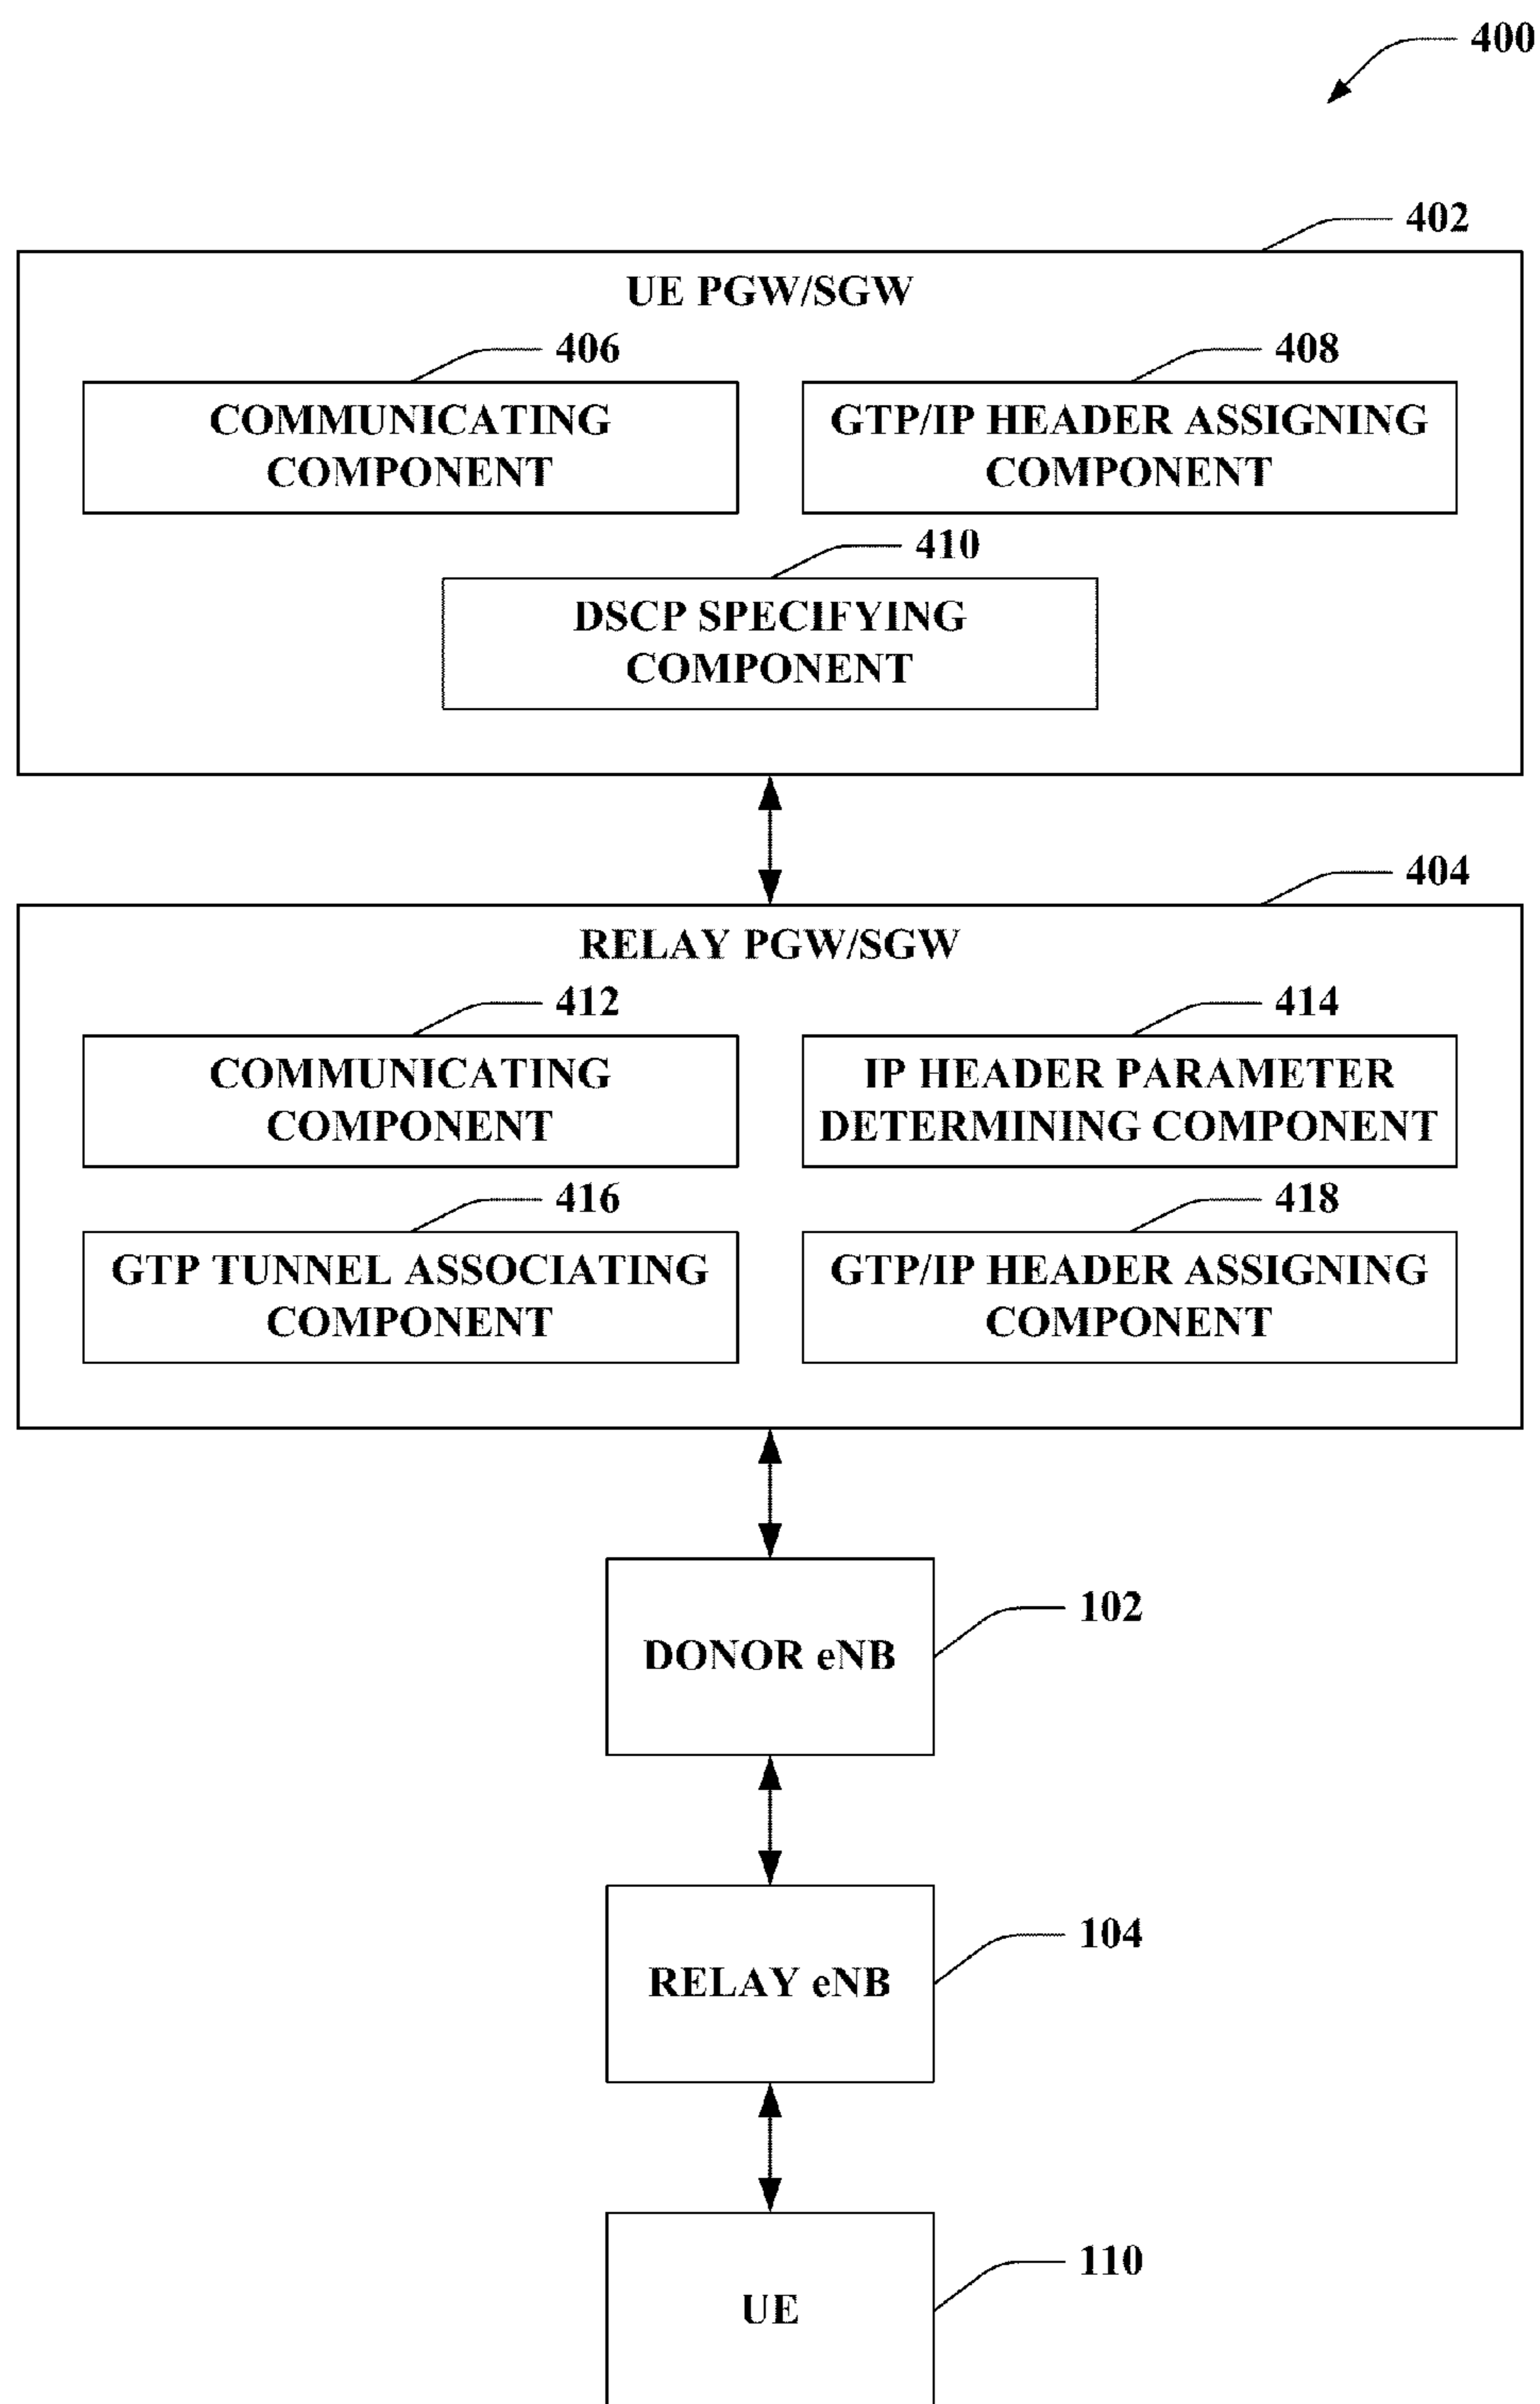 400
402
UE PGW/SGW
406
408
COMMUNICATING
COMPONENT
GTP/IP HEADER ASSIGNING
COMPONENT
410
DSCP SPECIFYING
COMPONENT
404
RELAY PGW/SGW
412
414
COMMUNICATING
COMPONENT
IP HEADER PARAMETER
DETERMINING COMPONENT
416
418
GTP TUNNEL ASSOCIATING
COMPONENT
GTP/IP HEADER ASSIGNING
COMPONENT
102
DONOR eNB
104
RELAY eNB
110
UE